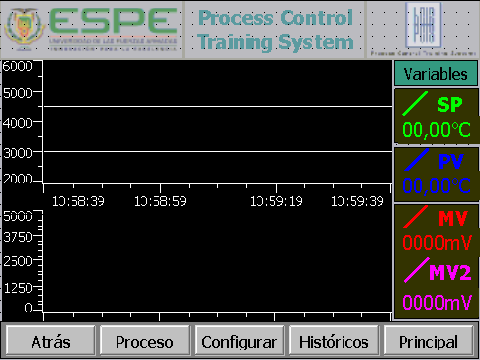 ESPE
Process Control
Training System
6000
5000
4000
3000
2000
10:58:39
10:58:59
10:59:19
10:59:39
5000
3750
2500
1250
0
Variables
SP
00,00°C
PV
00,00°C
MV
0000mV
MV2
0000mV
Atrás
Proceso
Configurar
Históricos
Principal